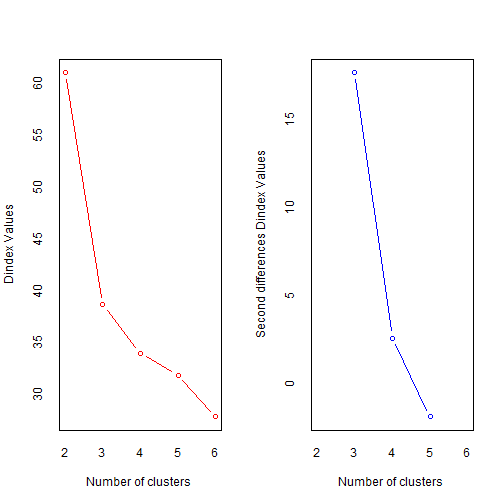 Dindex Values
60
55
50
45
40
35
30
2 3 4 5 6
Number of clusters
Second differences Dindex Values
15
10
5
0
2 3 4 5 6
Number of clusters